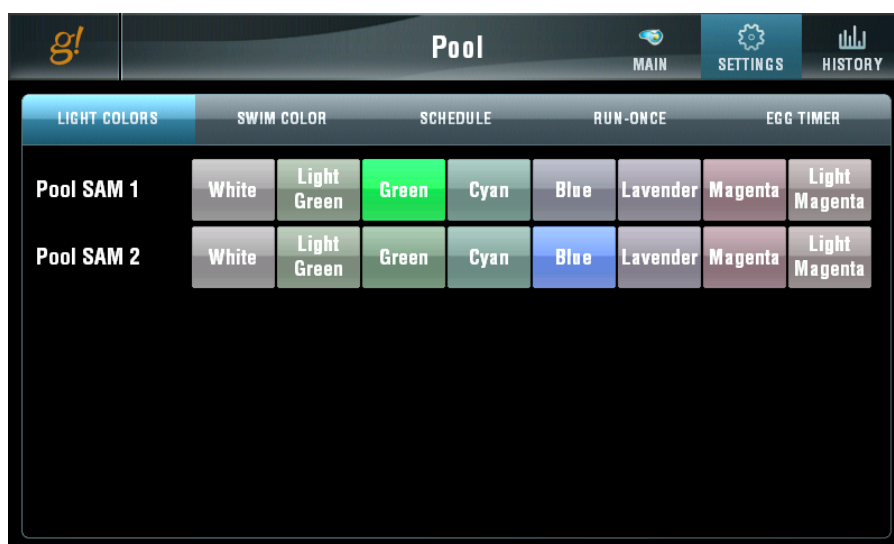 g!
Pool
MAIN
SETTINGS
HISTORY
LIGHT COLORS SWIM COLOR SCHEDULE RUN-ONCE EGG TIMER
Pool SAM 1 White Light Green Green Cyan Blue Lavender Magenta Light Magenta
Pool SAM 2 White Light Green Green Cyan Blue Lavender Magenta Light Magenta